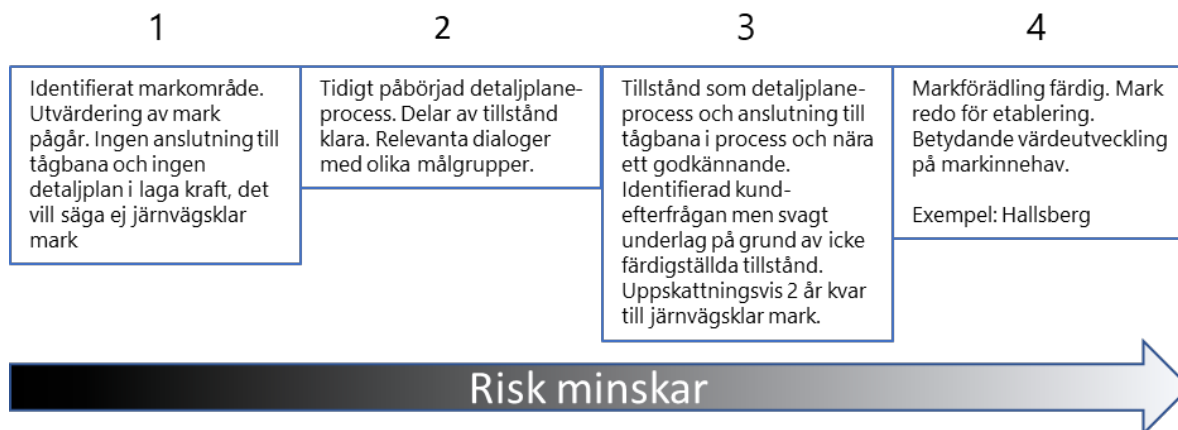 1
Identifierat markområde.
Utvärdering av mark
pågår. Ingen anslutning till
tågbana och ingen
detaljplan i laga kraft, det
vill säga ej järnvägsklar
mark
2
Tidigt påbörjad detaljplane-
process. Delar av tillstånd
klara. Relevanta dialoger
med olika målgrupper.
3
Tillstånd som detaljplane-
process och anslutning till
tågbana i process och nära
ett godkännande.
Identifierad kund-
efterfrågan men svagt
underlag på grund av icke
färdigställda tillstånd.
Uppskattningsvis 2 år kvar
till järnvägsklar mark.
4
Markförädling färdig. Mark
redo för etablering.
Betydande värdeutveckling
på markinnehav.
Exempel: Hallsberg
Risk minskar